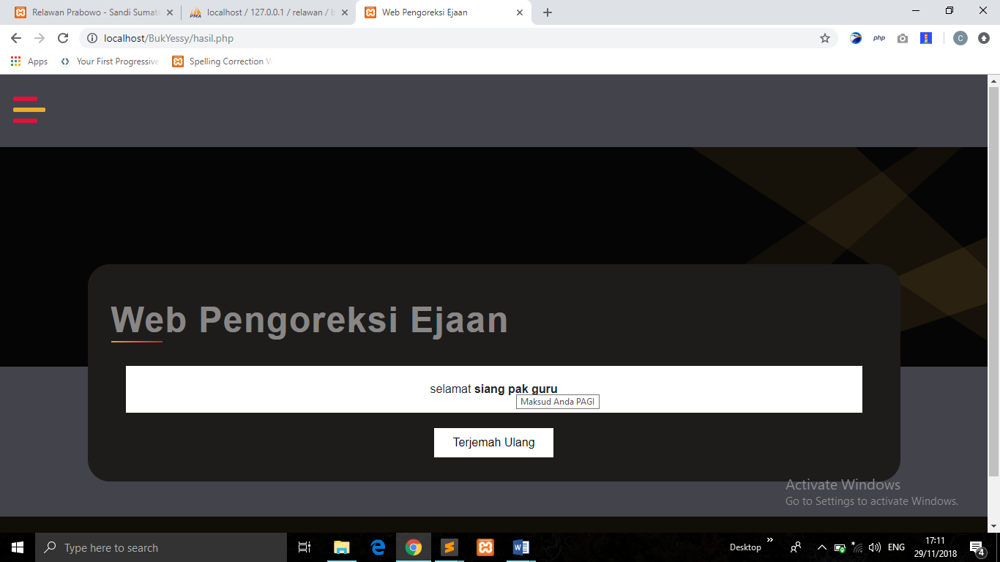 Relawan Prabowo - Sandi Sumat
localhost / 127.0.0.1 / relawan / b
Web Pengoreksi Ejaan
localhost/BukYessy/hasil.php
php
C
Apps
Your First Progressive
Spelling Correction W
Web Pengoreksi Ejaan
selamat siang pak guru
Maksud Anda PAGI
Terjemah Ulang
Activate Windows
Go to Settings to activate Windows.
Type here to search
Desktop
ENG
17:11
29/11/2018
4